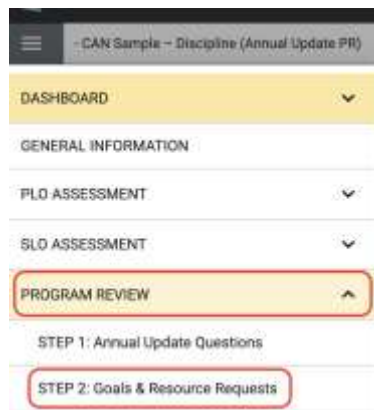 - CAN Sample – Discipline (Annual Update PR)
DASHBOARD
GENERAL INFORMATION
PLO ASSESSMENT
SLO ASSESSMENT
PROGRAM REVIEW
STEP 1: Annual Update Questions
STEP 2: Goals & Resource Requests